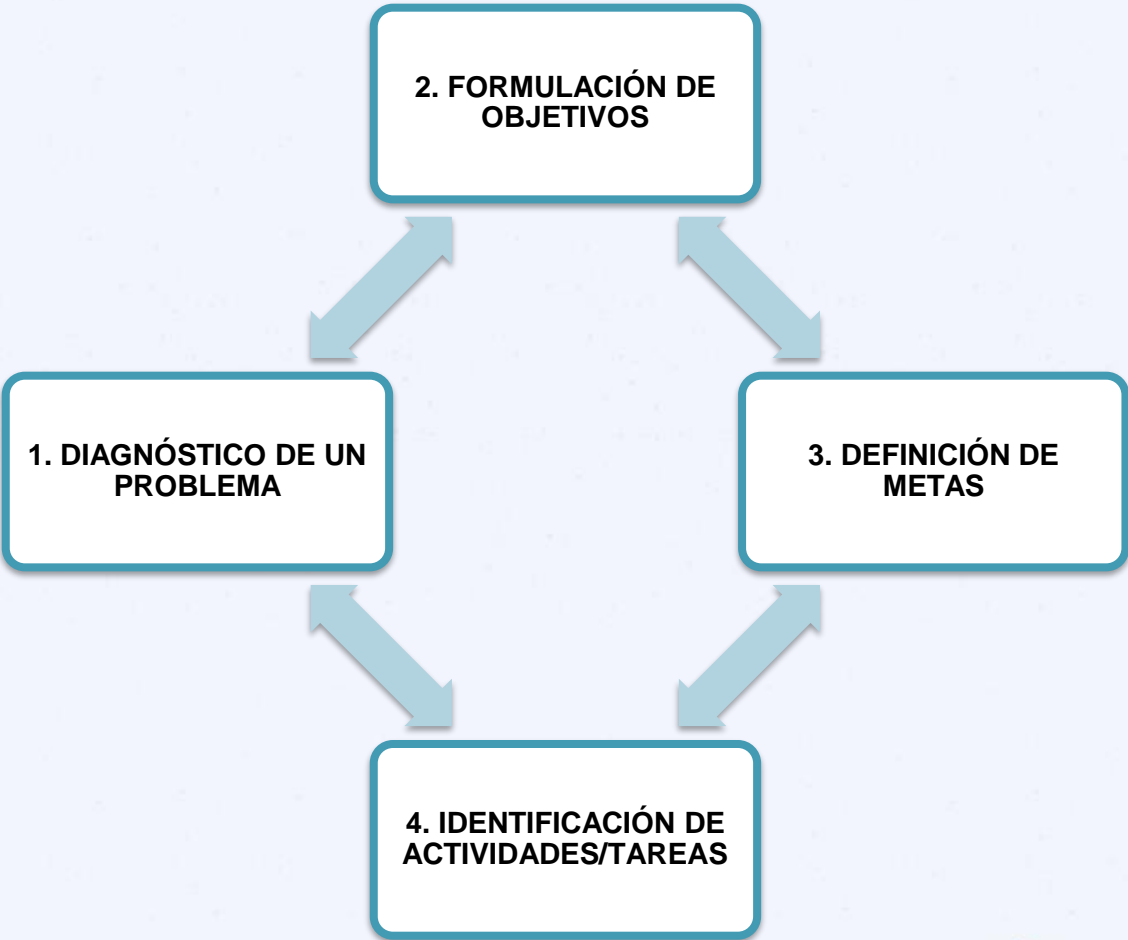 2. FORMULACIÓN DE
OBJETIVOS
1. DIAGNÓSTICO DE UN
PROBLEMA
3. DEFINICIÓN DE
METAS
4. IDENTIFICACIÓN DE
ACTIVIDADES/TAREAS